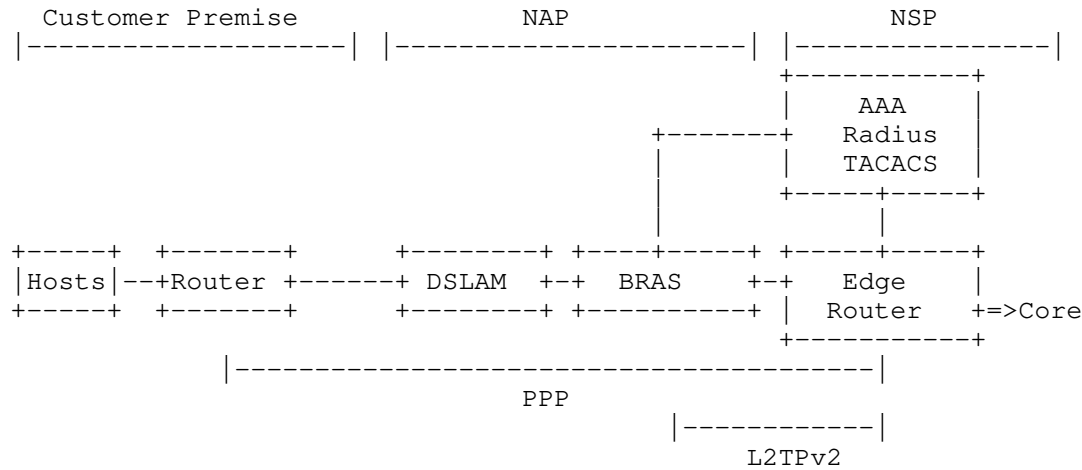 Customer Premise NAP NSP
AAA
Radius
TACACS
Hosts Router DSLAM BRAS Edge
Router =>Core
PPP
L2TPv2